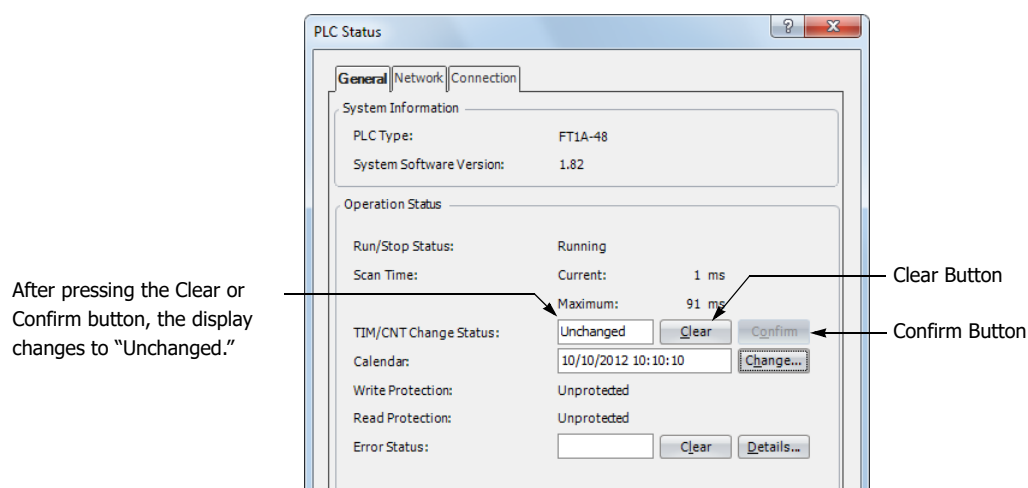 PLC Status
General Network Connection
System Information
PLC Type: FT1A-48
System Software Version: 1.82
Operation Status
Run/Stop Status: Running
Scan Time: Current: 1 ms
Maximum: 91 ms
TIM/CNT Change Status: Unchanged Clear Confirm
Calendar: 10/10/2012 10:10:10 Change...
Write Protection: Unprotected
Read Protection: Unprotected
Error Status: Clear Details...
After pressing the Clear or
Confirm button, the display
changes to “Unchanged.”
Clear Button
Confirm Button